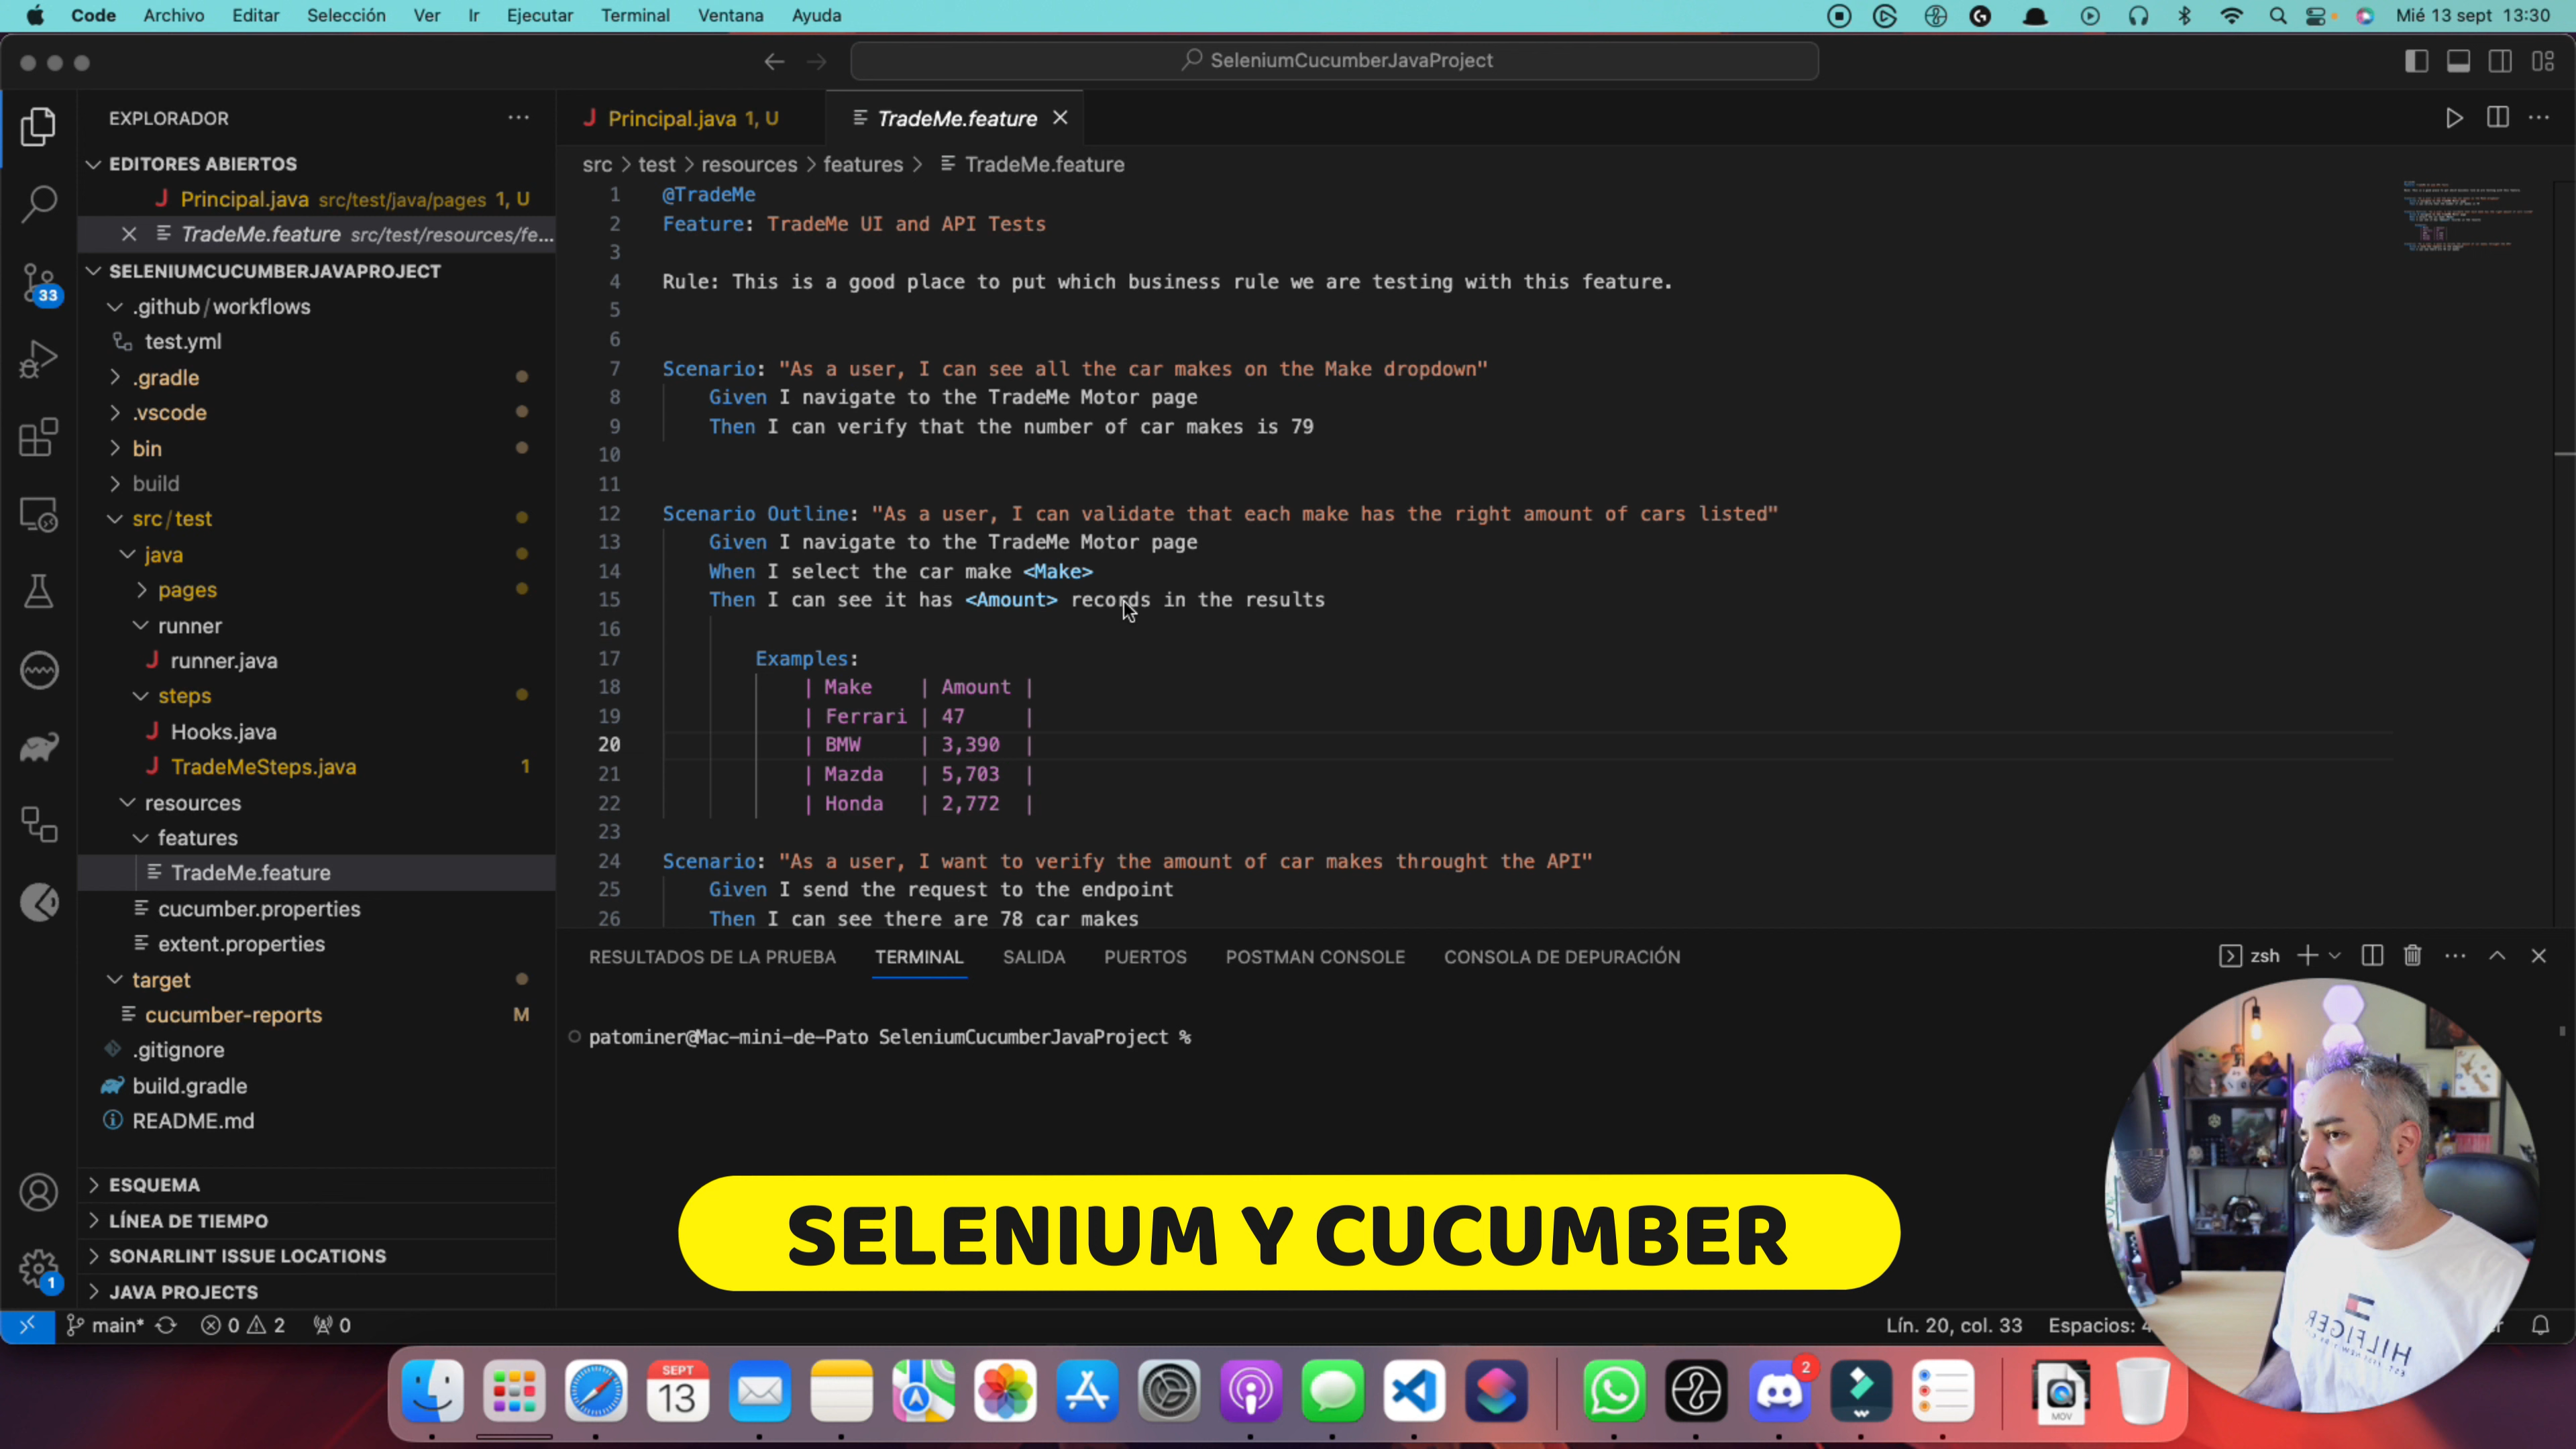 Code Archivo Editar Selección Ver Ir Ejecutar Terminal Ventana Ayuda
Mié 13 sept 13:30
SeleniumCucumberJavaProject
EXPLORADOR
EDITORES ABIERTOS
Principal.java src/test/java/pages 1, U
TradeMe.feature src/test/resources/fe...
SELENIUMCUCUMBERJAVAPROJECT
.github/workflows
test.yml
.gradle
.vscode
bin
build
src/test
java
pages
runner
runner.java
steps
Hooks.java
TradeMeSteps.java 1
resources
features
TradeMe.feature
cucumber.properties
extent.properties
target
cucumber-reports M
.gitignore
build.gradle
README.md
ESQUEMA
LÍNEA DE TIEMPO
SONARLINT ISSUE LOCATIONS
JAVA PROJECTS
33
1
Principal.java 1, U
TradeMe.feature
src > test > resources > features > TradeMe.feature
1 @TradeMe
2 Feature: TradeMe UI and API Tests
3
4 Rule: This is a good place to put which business rule we are testing with this feature.
5
6
7 Scenario: "As a user, I can see all the car makes on the Make dropdown"
8 Given I navigate to the TradeMe Motor page
9 Then I can verify that the number of car makes is 79
10
11
12 Scenario Outline: "As a user, I can validate that each make has the right amount of cars listed"
13 Given I navigate to the TradeMe Motor page
14 When I select the car make <Make>
15 Then I can see it has <Amount> records in the results
16
17 Examples:
18 | Make | Amount |
19 | Ferrari | 47 |
20 | BMW | 3,390 |
21 | Mazda | 5,703 |
22 | Honda | 2,772 |
23
24 Scenario: "As a user, I want to verify the amount of car makes throught the API"
25 Given I send the request to the endpoint
26 Then I can see there are 78 car makes
RESULTADOS DE LA PRUEBA TERMINAL SALIDA PUERTOS POSTMAN CONSOLE CONSOLA DE DEPURACIÓN
zsh
patominer@Mac-mini-de-Pato SeleniumCucumberJavaProject %
SELENIUM Y CUCUMBER
HILFIGER
main* 0 2 0
Lín. 20, col. 33 Espacios: 4
SEPT
13
2
MOV